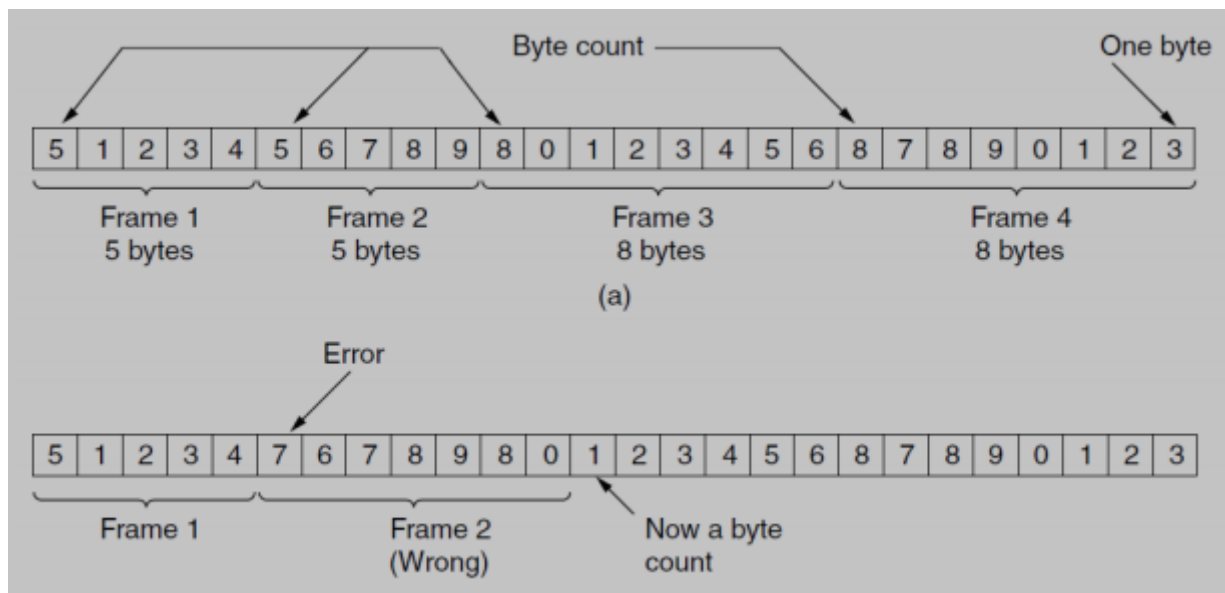 Byte count One byte
5 1 2 3 4 5 6 7 8 9 8 0 1 2 3 4 5 6 8 7 8 9 0 1 2 3
Frame 1 Frame 2 Frame 3 Frame 4
5 bytes 5 bytes 8 bytes 8 bytes
(a)
Error
5 1 2 3 4 7 6 7 8 9 8 0 1 2 3 4 5 6 8 7 8 9 0 1 2 3
Frame 1 Frame 2 Now a byte
(Wrong) count